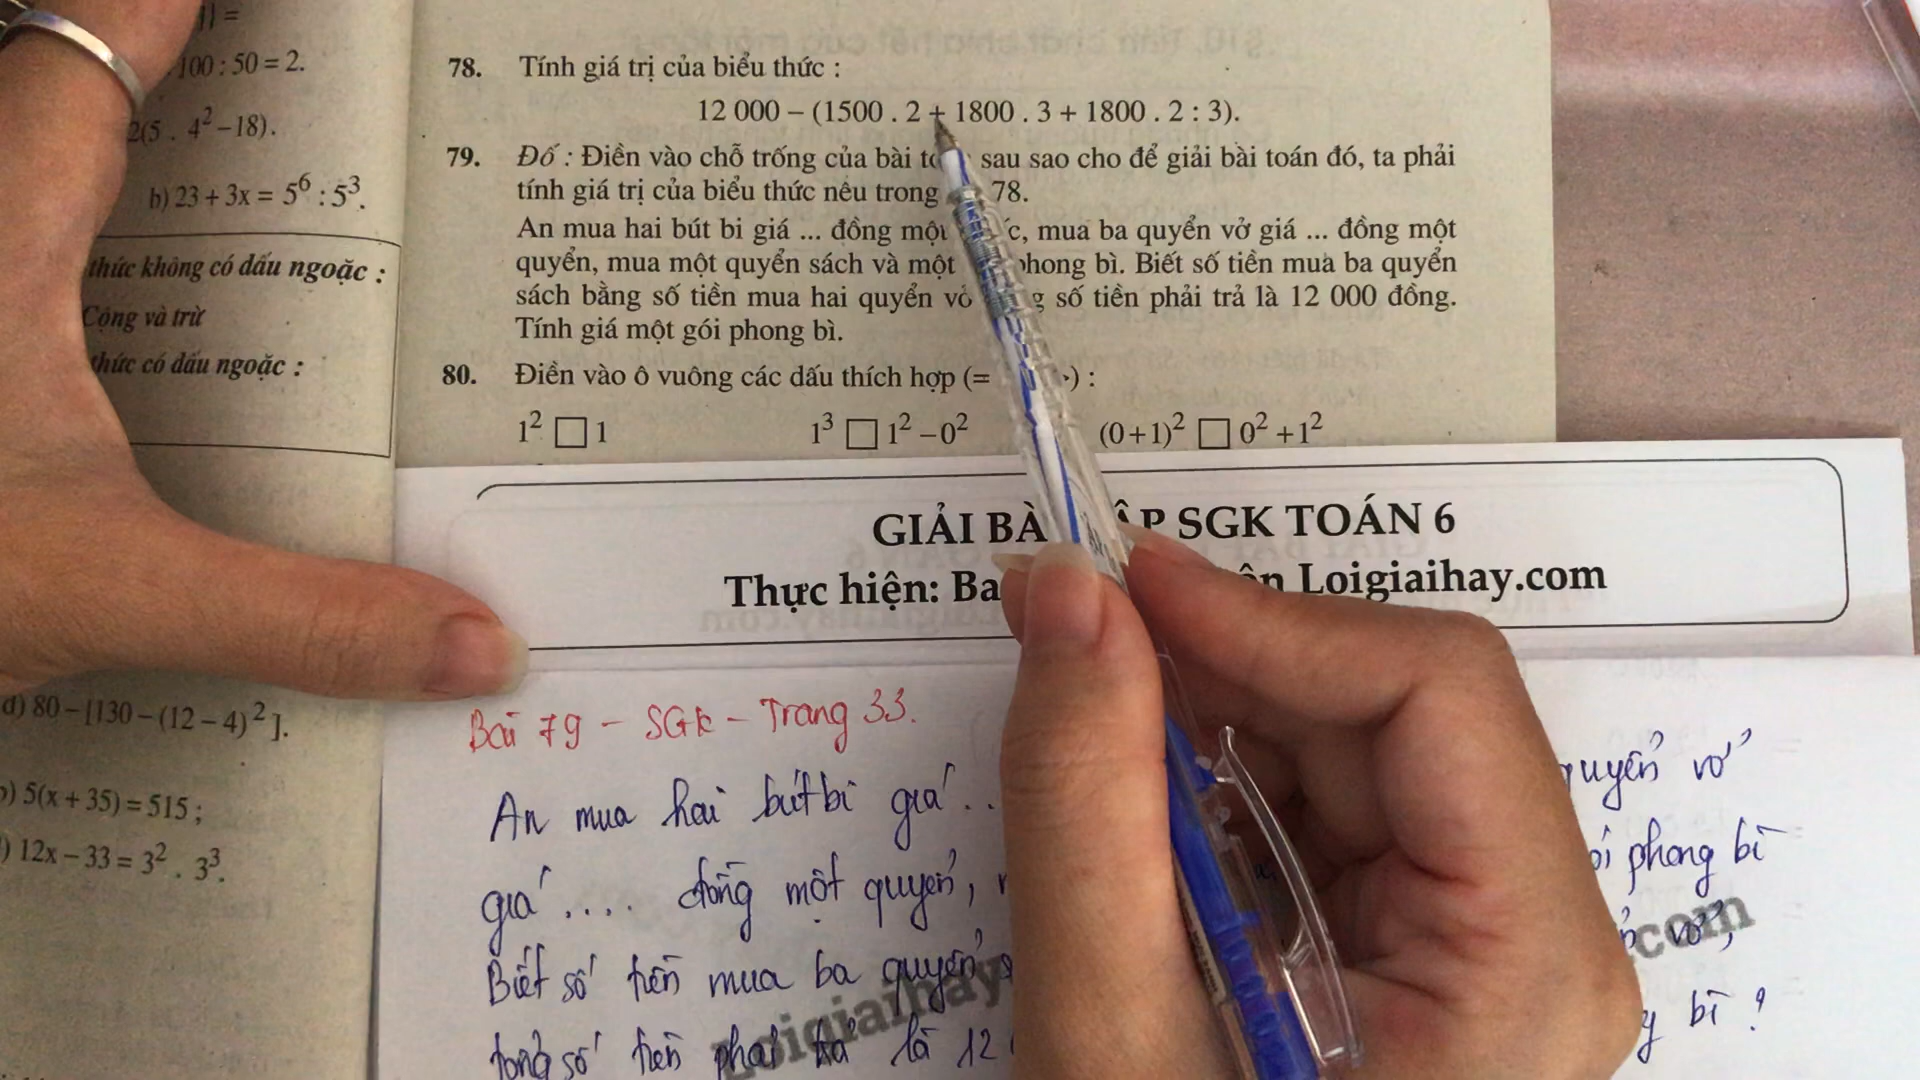 100 : 50 = 2.
2(5 . 4² – 18).
b) 23 + 3x = 5⁶ : 5³.
thức không có dấu ngoặc :
Cộng và trừ
thức có dấu ngoặc :
d) 80 – [130 – (12 – 4)²].
5(x + 35) = 515 ;
12x – 33 = 3² . 3³.
78. Tính giá trị của biểu thức :
12 000 – (1500 . 2 + 1800 . 3 + 1800 . 2 : 3).
79. Đố : Điền vào chỗ trống của bài sau sao cho để giải bài toán đó, ta phải
tính giá trị của biểu thức nêu trong 78.
An mua hai bút bi giá ... đồng một mua ba quyển vở giá ... đồng một
quyển, mua một quyển sách và một phong bì. Biết số tiền mua ba quyển
sách bằng số tiền mua hai quyển số tiền phải trả là 12 000 đồng.
Tính giá một gói phong bì.
80. Điền vào ô vuông các dấu thích hợp (= ) :
1² □ 1 1³ □ 1² – 0² (0 + 1)² □ 0² + 1²
GIẢI SGK TOÁN 6
Thực hiện: Loigiaihay.com
Bài 79 – SGK – Trang 33.
An mua hai bút bi giá .. quyển vở
giá .... đồng một quyển, phong bì
Biết số tiền mua ba quyển vở,
tổng số tiền phải trả là 12 bì ?
Loigiaihay .com